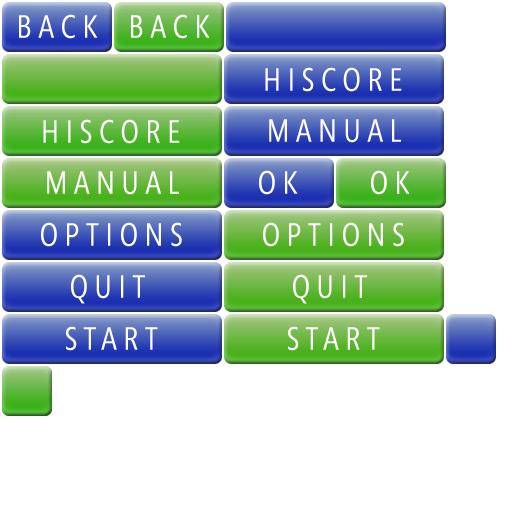 BACK BACK
HISCORE
HISCORE MANUAL
MANUAL OK OK
OPTIONS OPTIONS
QUIT QUIT
START START